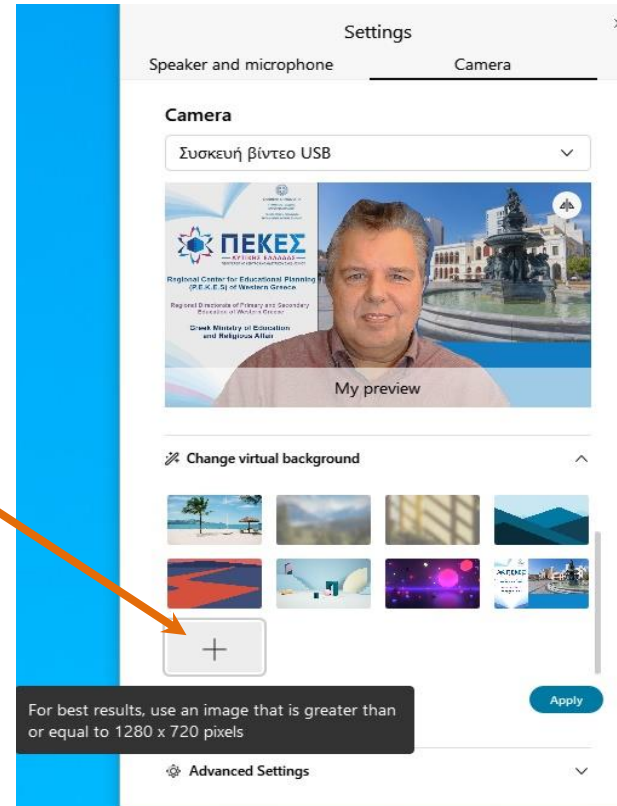 Settings
Speaker and microphone
Camera
Camera
Συσκευή βίντεο USB
ΠΕΚΕΣ
ΔΥΤΙΚΗΣ ΕΛΛΑΔΑΣ
Regional Center for Educational Planning
(P.E.K.E.S) of Western Greece
Regional Directorate of Primary and Secondary
Education of Western Greece
Greek Ministry of Education
and Religious Affair
My preview
Change virtual background
Apply
For best results, use an image that is greater than
or equal to 1280 x 720 pixels
Advanced Settings